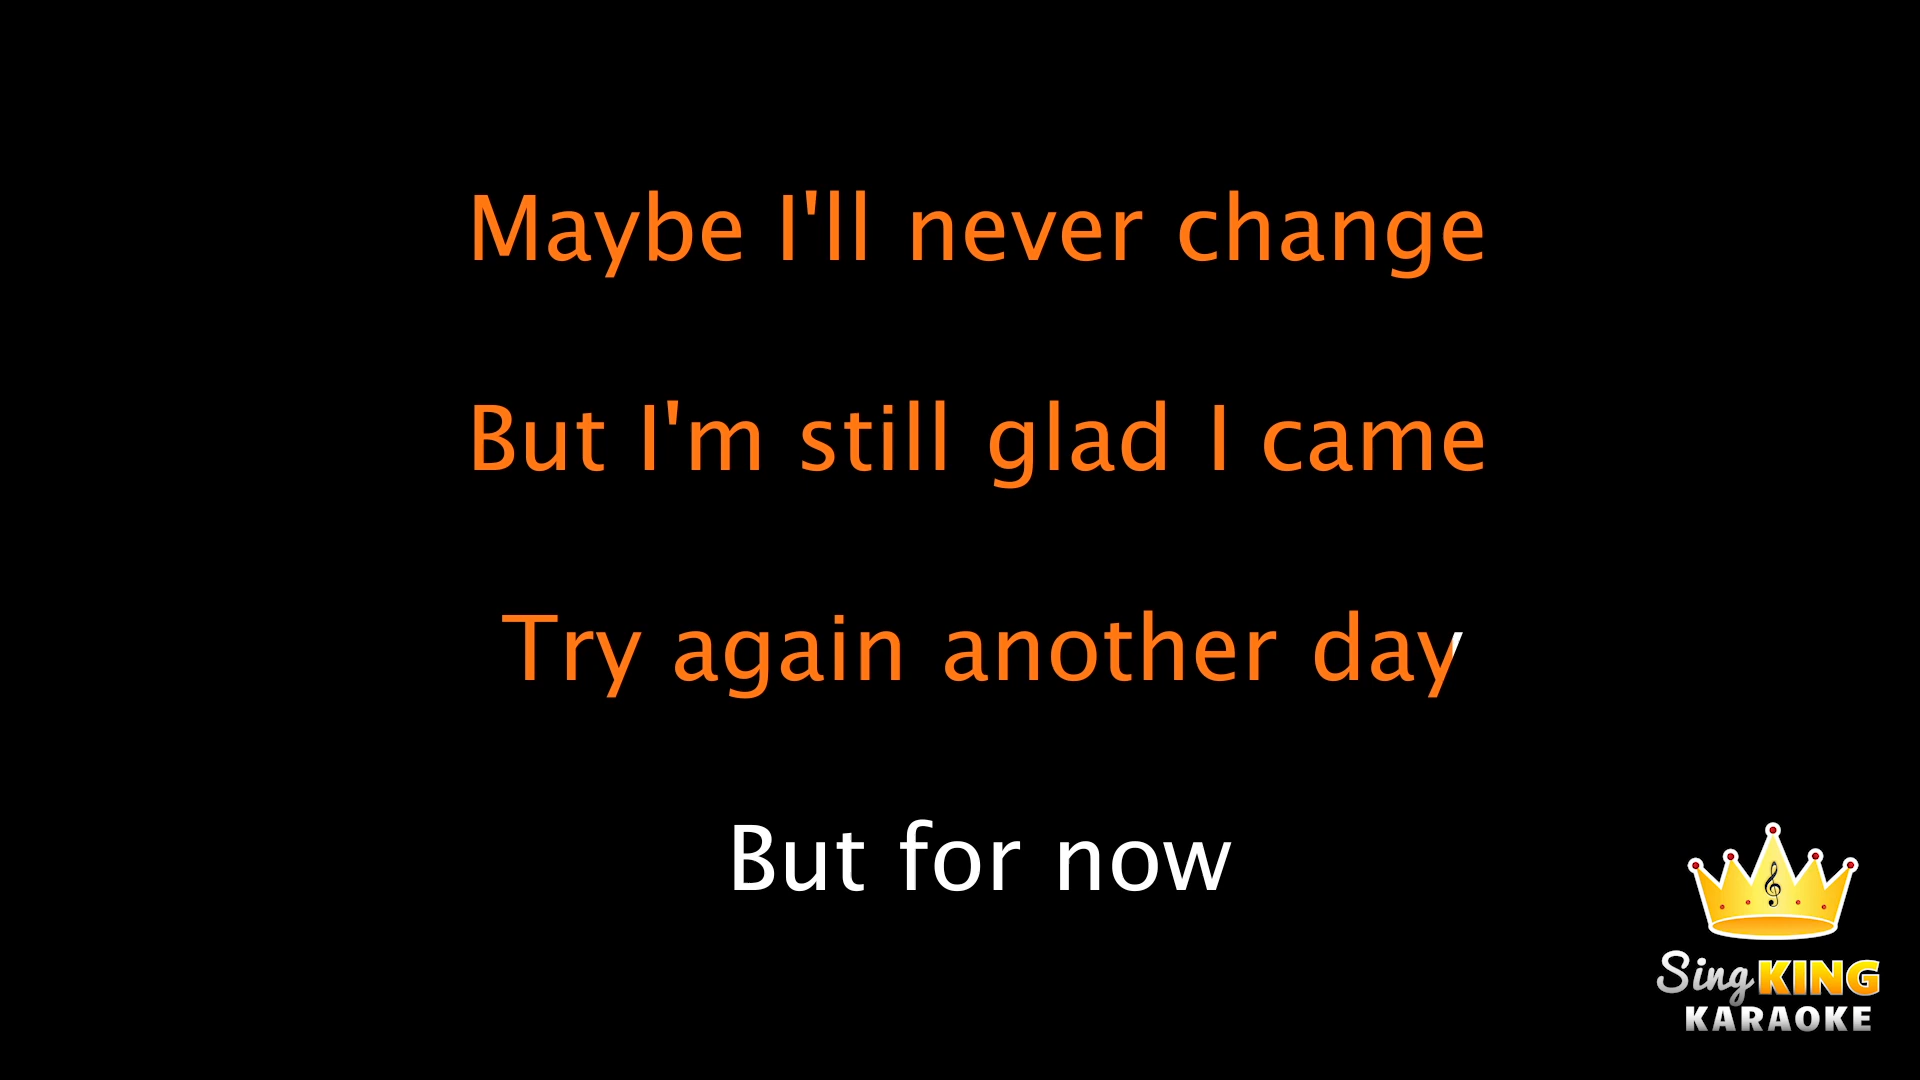 Maybe I'll never change
But I'm still glad I came
Try again another day
But for now
Sing KING
KARAOKE